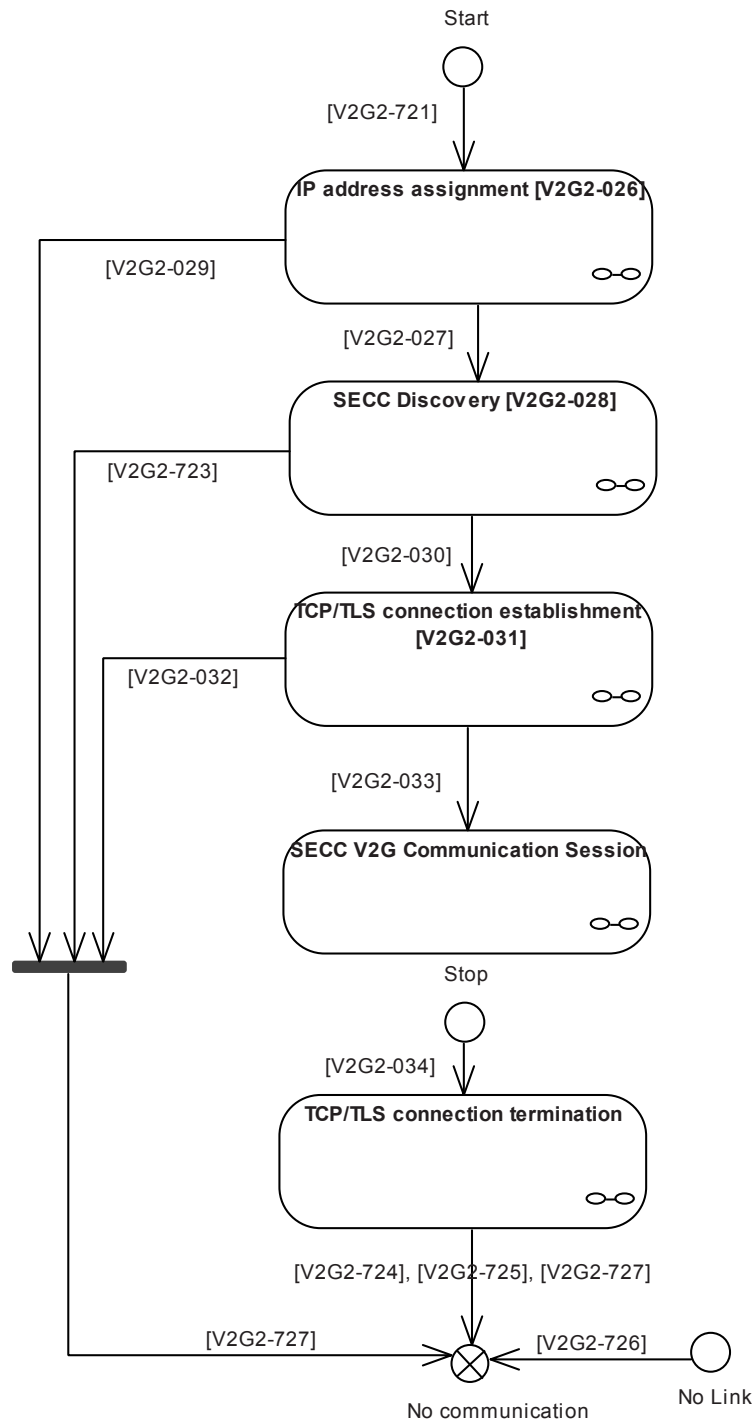 Start
[V2G2-721]
IP address assignment [V2G2-026]
[V2G2-029]
[V2G2-027]
SECC Discovery [V2G2-028]
[V2G2-723]
[V2G2-030]
TCP/TLS connection establishment
[V2G2-031]
[V2G2-032]
[V2G2-033]
SECC V2G Communication Session
Stop
[V2G2-034]
TCP/TLS connection termination
[V2G2-724], [V2G2-725], [V2G2-727]
[V2G2-727]
[V2G2-726]
No Link
No communication